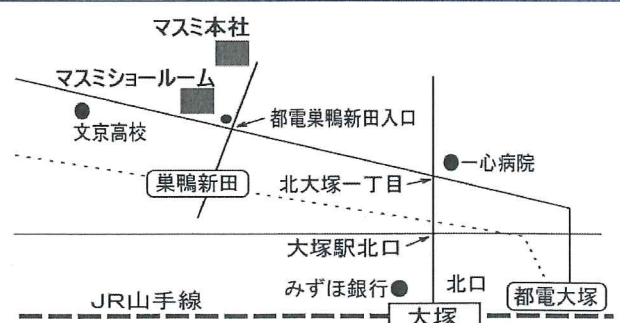 マスミ本社
マスミショールーム
都電巣鴨新田入口
文京高校
一心病院
巣鴨新田
北大塚一丁目
大塚駅北口
みずほ銀行
北口
都電大塚
JR山手線
大塚